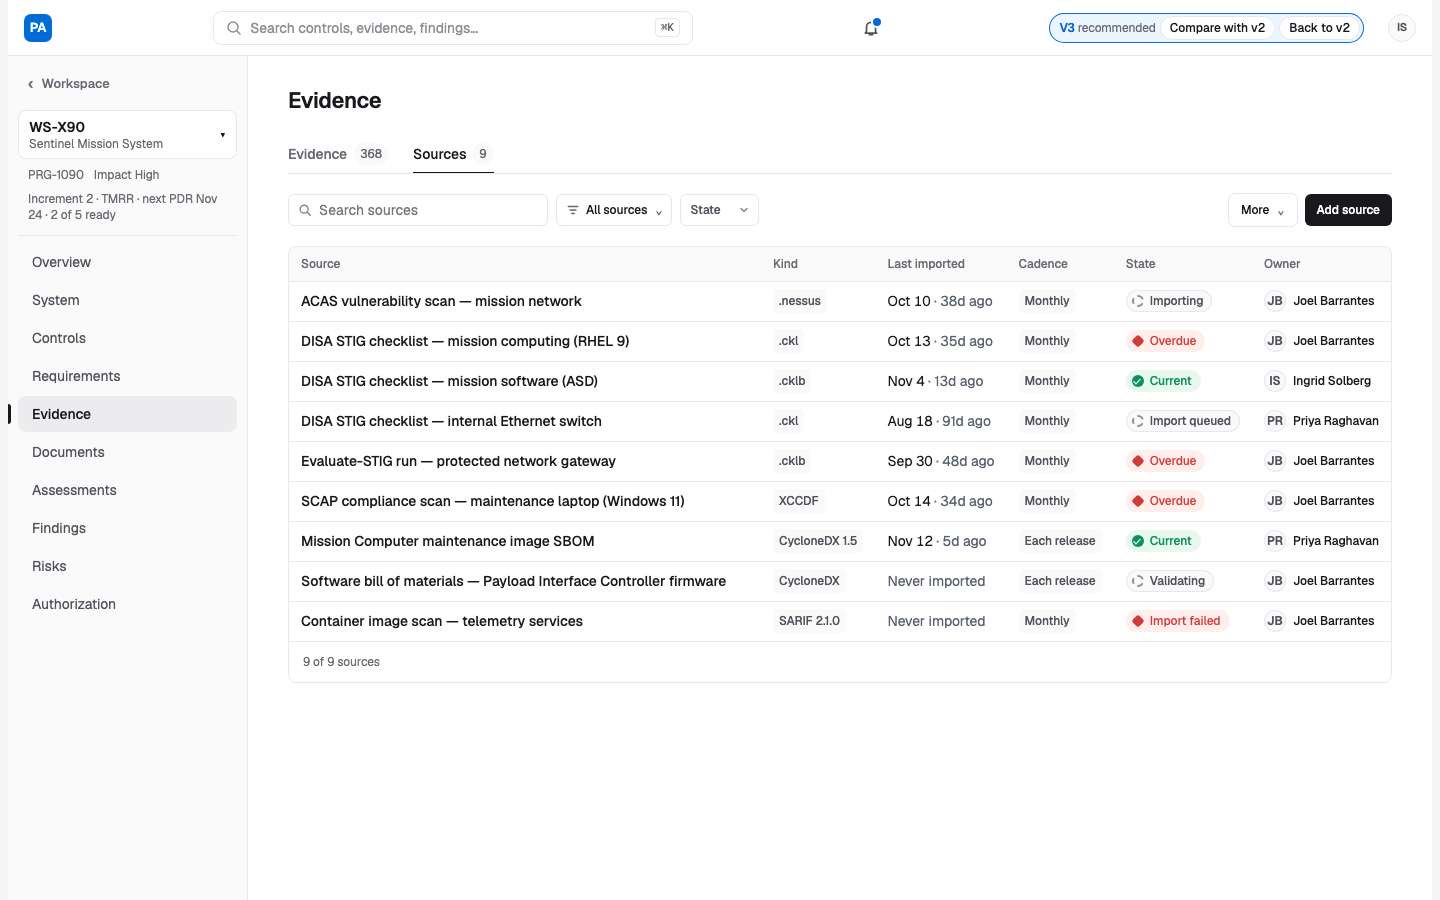 PA
Search controls, evidence, findings...
⌘K
V3 recommended Compare with v2 Back to v2
IS
‹ Workspace
WS-X90
Sentinel Mission System
PRG-1090 Impact High
Increment 2 · TMRR · next PDR Nov
24 · 2 of 5 ready
Overview
System
Controls
Requirements
Evidence
Documents
Assessments
Findings
Risks
Authorization
Evidence
Evidence 368 Sources 9
Search sources All sources State More Add source
Source Kind Last imported Cadence State Owner
ACAS vulnerability scan — mission network .nessus Oct 10 · 38d ago Monthly Importing JB Joel Barrantes
DISA STIG checklist — mission computing (RHEL 9) .ckl Oct 13 · 35d ago Monthly Overdue JB Joel Barrantes
DISA STIG checklist — mission software (ASD) .cklb Nov 4 · 13d ago Monthly Current IS Ingrid Solberg
DISA STIG checklist — internal Ethernet switch .ckl Aug 18 · 91d ago Monthly Import queued PR Priya Raghavan
Evaluate-STIG run — protected network gateway .cklb Sep 30 · 48d ago Monthly Overdue JB Joel Barrantes
SCAP compliance scan — maintenance laptop (Windows 11) XCCDF Oct 14 · 34d ago Monthly Overdue JB Joel Barrantes
Mission Computer maintenance image SBOM CycloneDX 1.5 Nov 12 · 5d ago Each release Current PR Priya Raghavan
Software bill of materials — Payload Interface Controller firmware CycloneDX Never imported Each release Validating JB Joel Barrantes
Container image scan — telemetry services SARIF 2.1.0 Never imported Monthly Import failed JB Joel Barrantes
9 of 9 sources